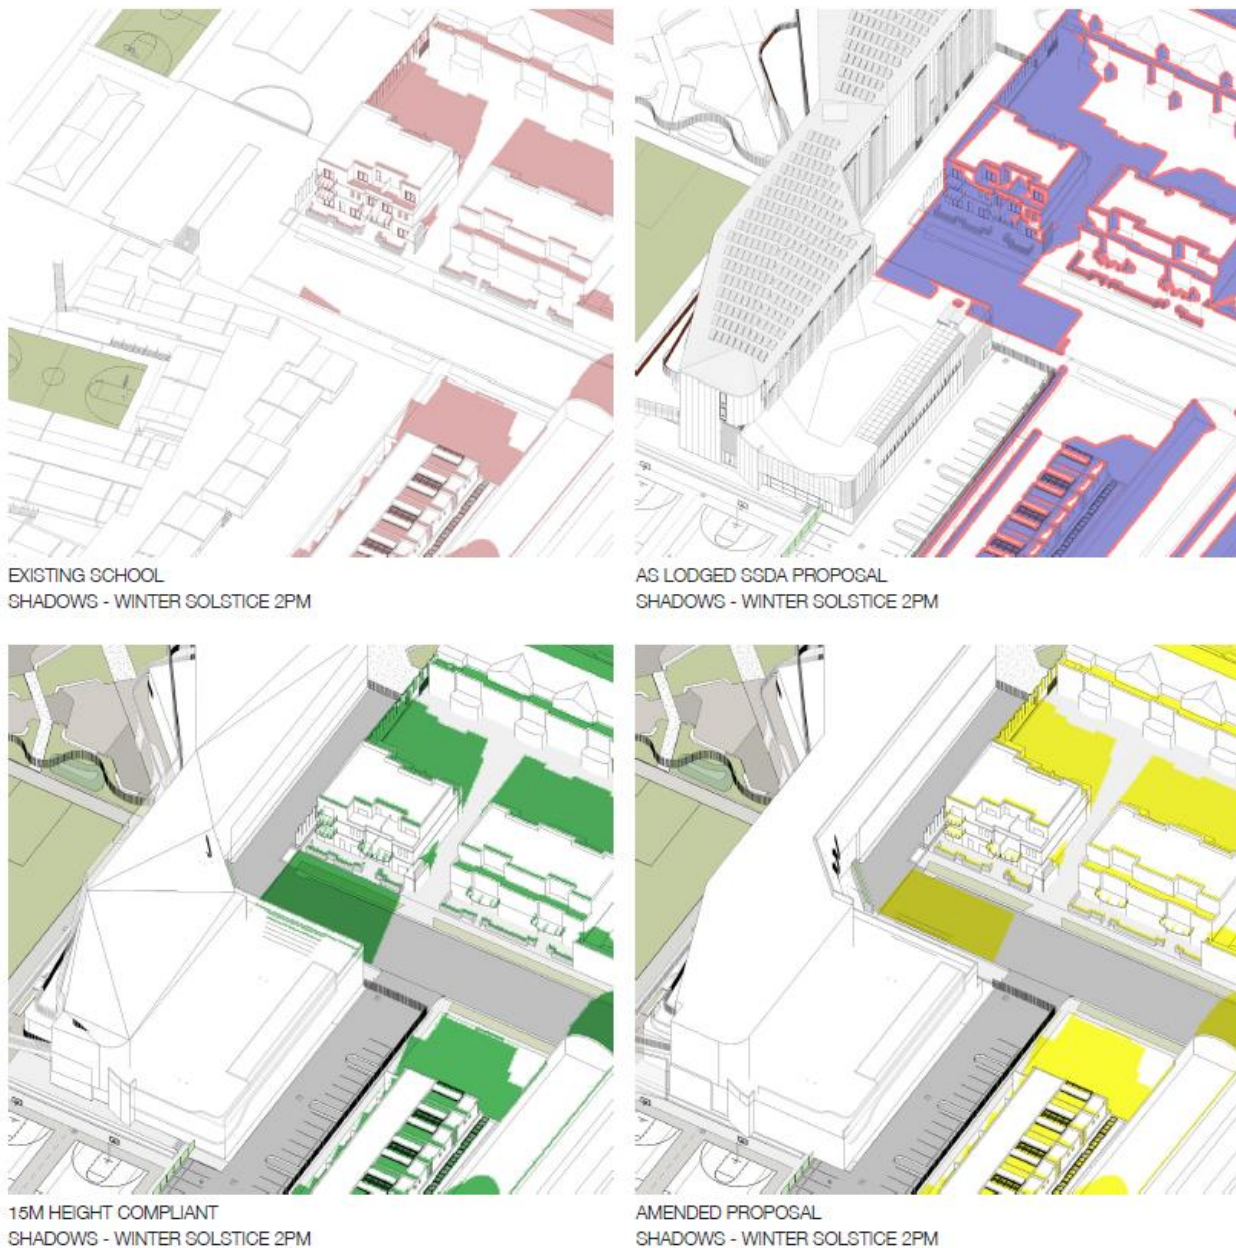 EXISTING SCHOOL
SHADOWS - WINTER SOLSTICE 2PM
AS LODGED SSDA PROPOSAL
SHADOWS - WINTER SOLSTICE 2PM
15M HEIGHT COMPLIANT
SHADOWS - WINTER SOLSTICE 2PM
AMENDED PROPOSAL
SHADOWS - WINTER SOLSTICE 2PM